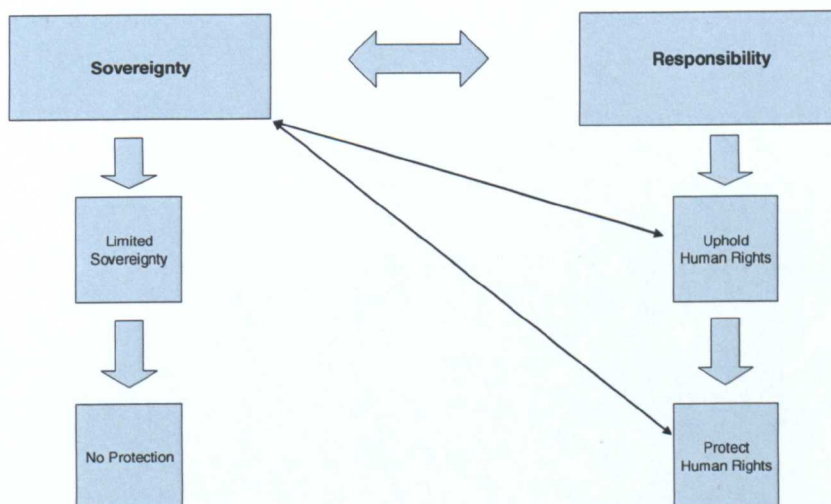 Sovereignty
Responsibility
Limited
Sovereignty
Uphold
Human Rights
No Protection
Protect
Human Rights